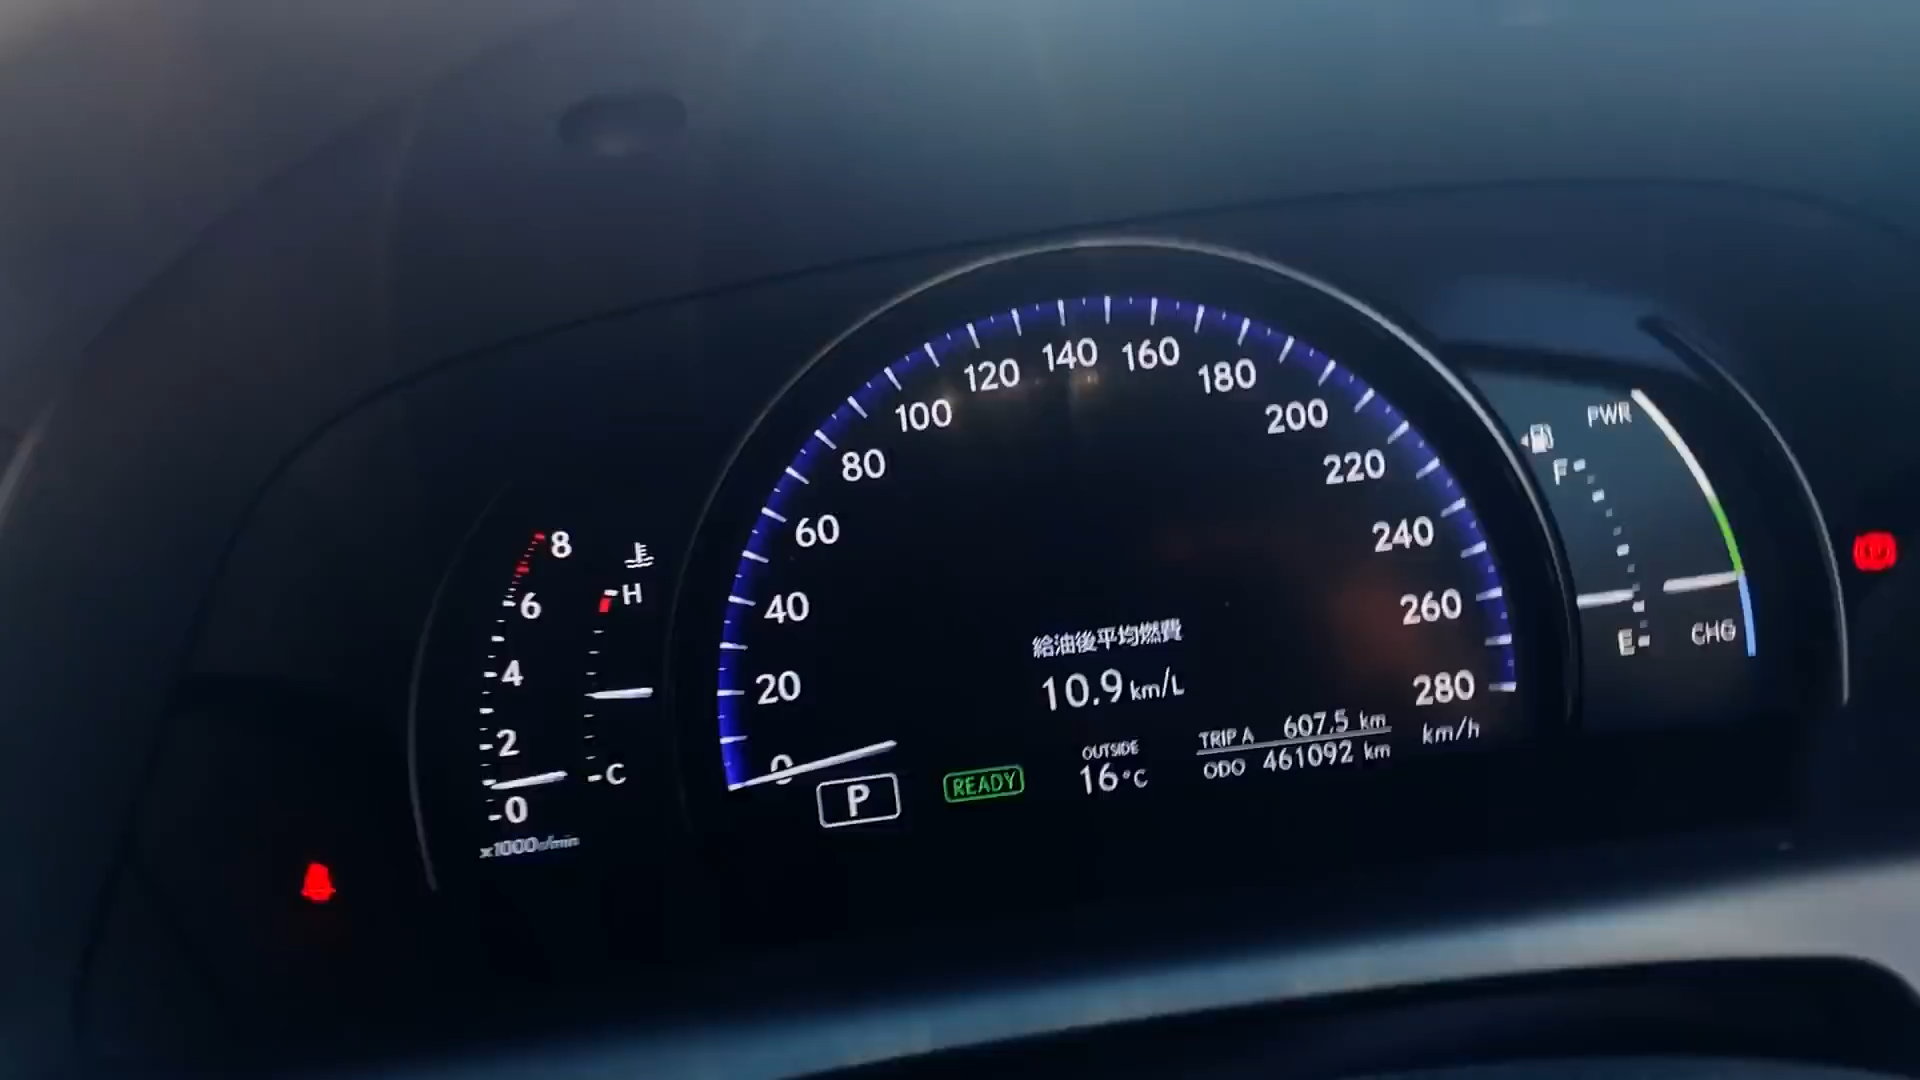 8
6
4
2
0
x1000r/min
H
C
0
20
40
60
80
100
120
140
160
180
200
220
240
260
280
km/h
給油後平均燃費
10.9 km/L
P
READY
OUTSIDE
16°C
TRIP A 607.5 km
ODO 461092 km
F
E
PWR
CHG